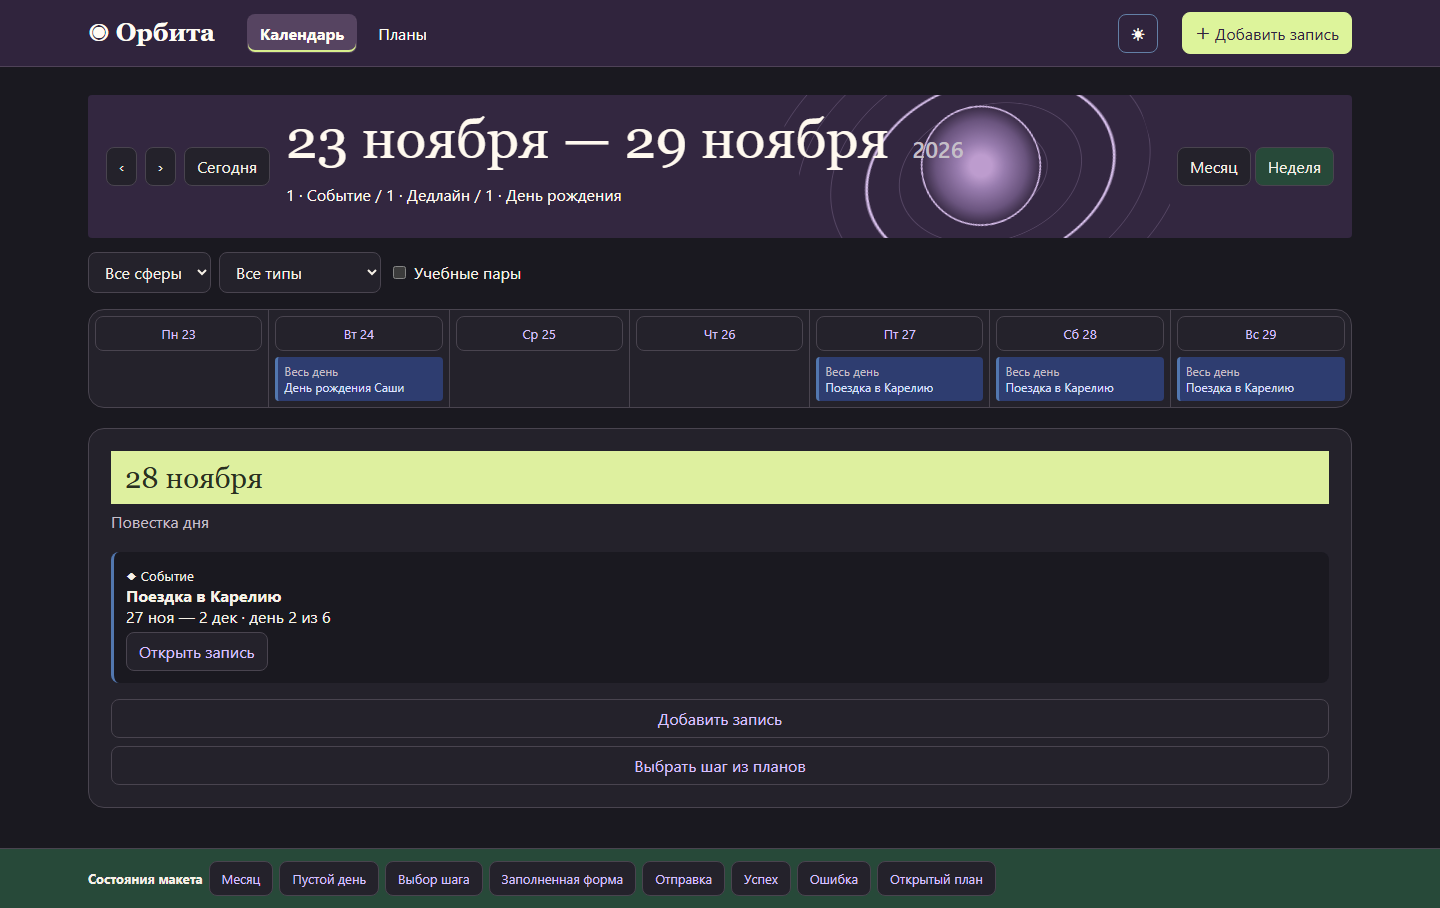 Орбита
Календарь
Планы
+ Добавить запись
‹
›
Сегодня
23 ноября — 29 ноября 2026
1 · Событие / 1 · Дедлайн / 1 · День рождения
Месяц
Неделя
Все сферы
Все типы
Учебные пары
Пн 23
Вт 24
Ср 25
Чт 26
Пт 27
Сб 28
Вс 29
Весь день
День рождения Саши
Весь день
Поездка в Карелию
Весь день
Поездка в Карелию
Весь день
Поездка в Карелию
28 ноября
Повестка дня
◆ Событие
Поездка в Карелию
27 ноя — 2 дек · день 2 из 6
Открыть запись
Добавить запись
Выбрать шаг из планов
Состояния макета
Месяц
Пустой день
Выбор шага
Заполненная форма
Отправка
Успех
Ошибка
Открытый план